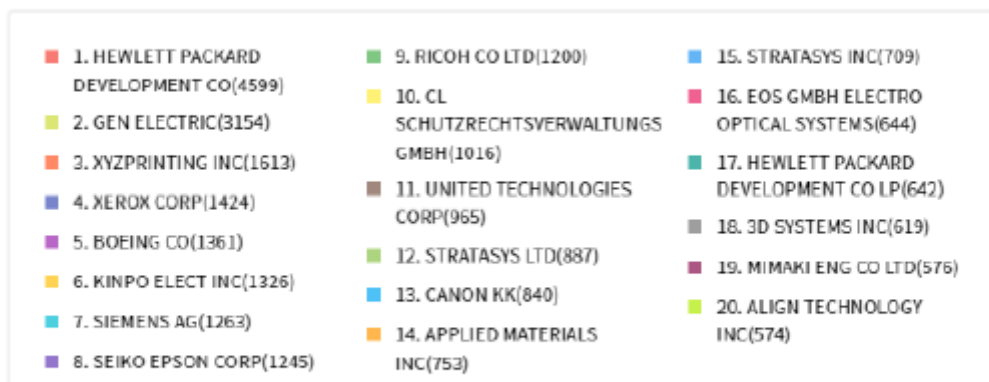 1. HEWLETT PACKARD
DEVELOPMENT CO(4599)
2. GEN ELECTRIC(3154)
3. XYZPRINTING INC(1613)
4. XEROX CORP(1424)
5. BOEING CO(1361)
6. KINPO ELECT INC(1326)
7. SIEMENS AG(1263)
8. SEIKO EPSON CORP(1245)
9. RICOH CO LTD(1200)
10. CL
SCHUTZRECHTSVERWALTUNGS
GMBH(1016)
11. UNITED TECHNOLOGIES
CORP(965)
12. STRATASYS LTD(887)
13. CANON KK(840)
14. APPLIED MATERIALS
INC(753)
15. STRATASYS INC(709)
16. EOS GMBH ELECTRO
OPTICAL SYSTEMS(644)
17. HEWLETT PACKARD
DEVELOPMENT CO LP(642)
18. 3D SYSTEMS INC(619)
19. MIMAKI ENG CO LTD(576)
20. ALIGN TECHNOLOGY
INC(574)